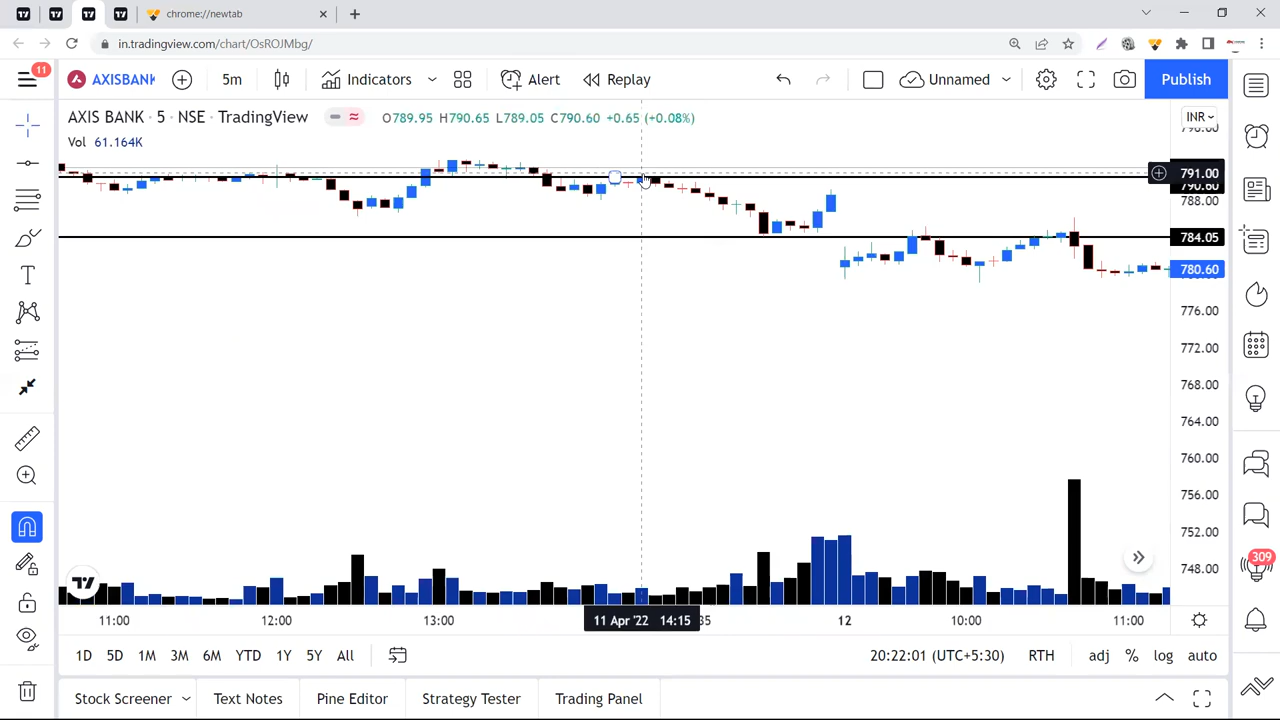 chrome://newtab
in.tradingview.com/chart/OsROJMbg/
11
AXISBANK
5m
Indicators
Alert
Replay
Unnamed
Publish
AXIS BANK · 5 · NSE · TradingView
O789.95 H790.65 L789.05 C790.60 +0.65 (+0.08%)
INR
Vol 61.164K
791.00
790.60
788.00
784.05
780.60
776.00
772.00
768.00
764.00
760.00
756.00
752.00
748.00
309
11:00
12:00
13:00
11 Apr '22 14:15
35
12
10:00
11:00
1D
5D
1M
3M
6M
YTD
1Y
5Y
All
20:22:01 (UTC+5:30)
RTH
adj
%
log
auto
Stock Screener
Text Notes
Pine Editor
Strategy Tester
Trading Panel